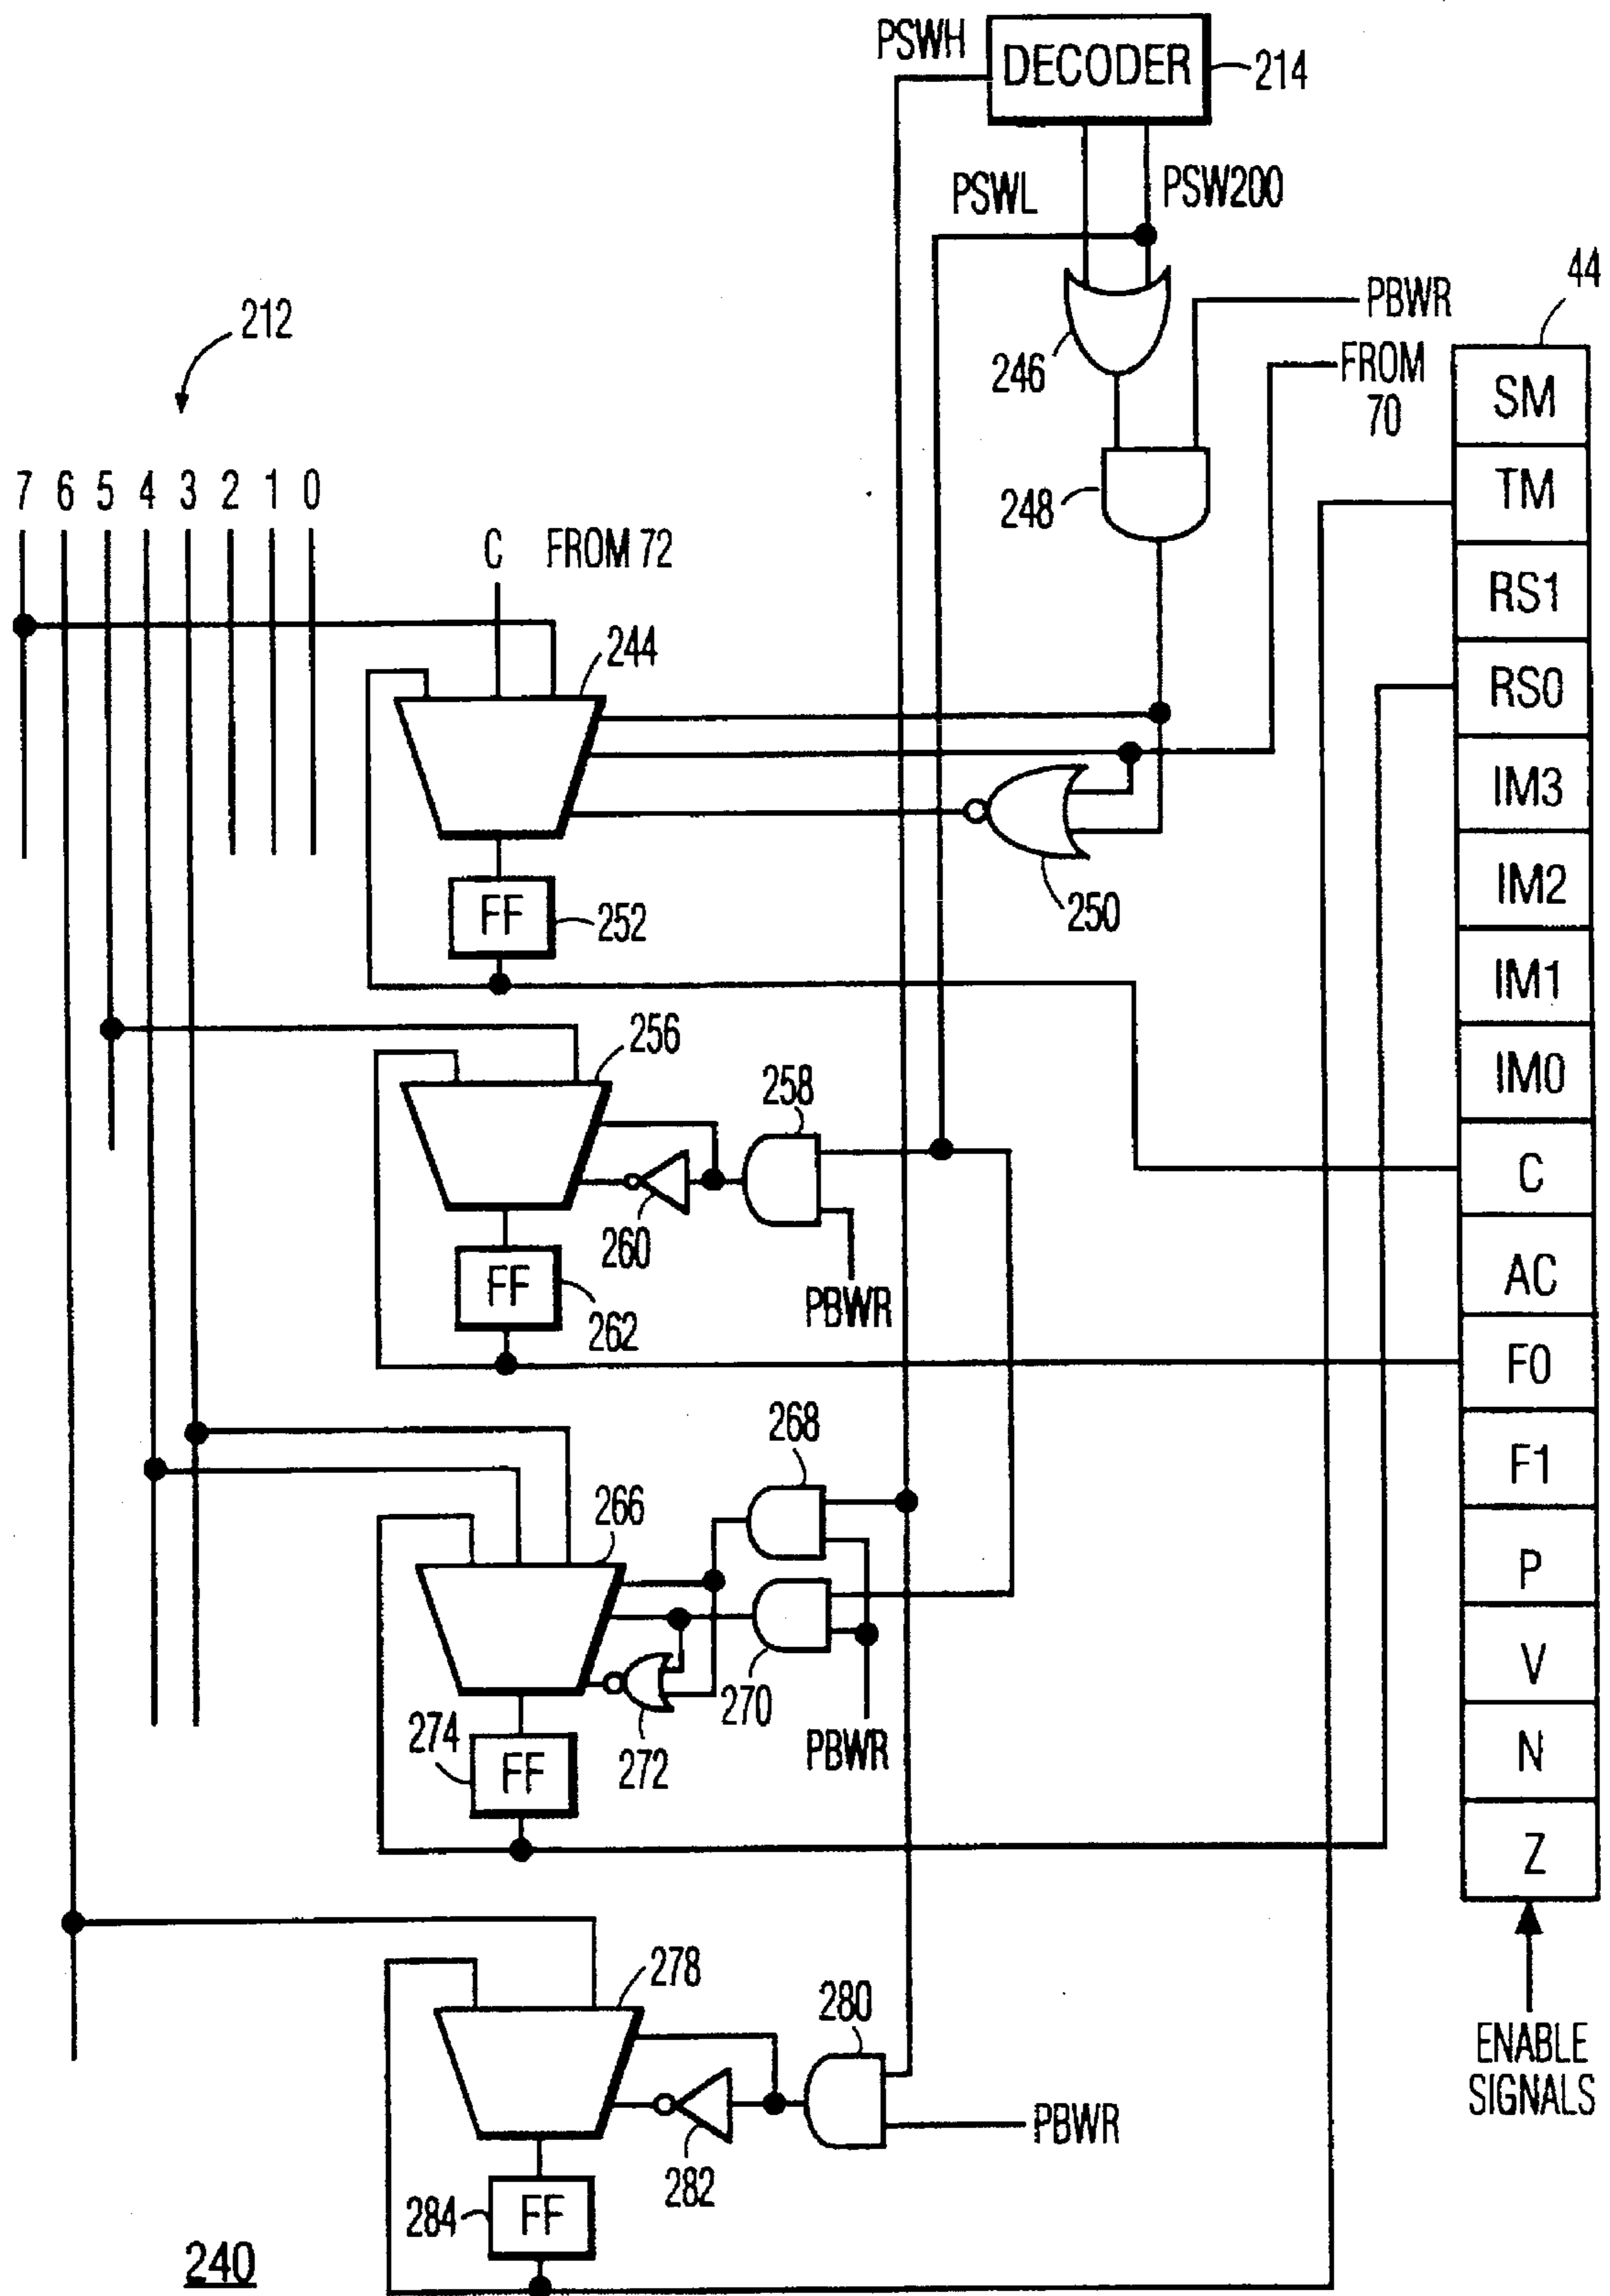 PSWH
DECODER
214
PSWL
PSW200
44
PBWR
212
246
FROM
70
SM
7 6 5 4 3 2 1 0
248
TM
C FROM 72
RS1
244
RS0
IM3
FF
252
250
IM2
IM1
256
258
IM0
C
260
FF
262
PBWR
AC
F0
268
F1
266
P
270
V
274
FF
272
PBWR
N
Z
278
280
ENABLE
SIGNALS
PBWR
282
284
FF
240